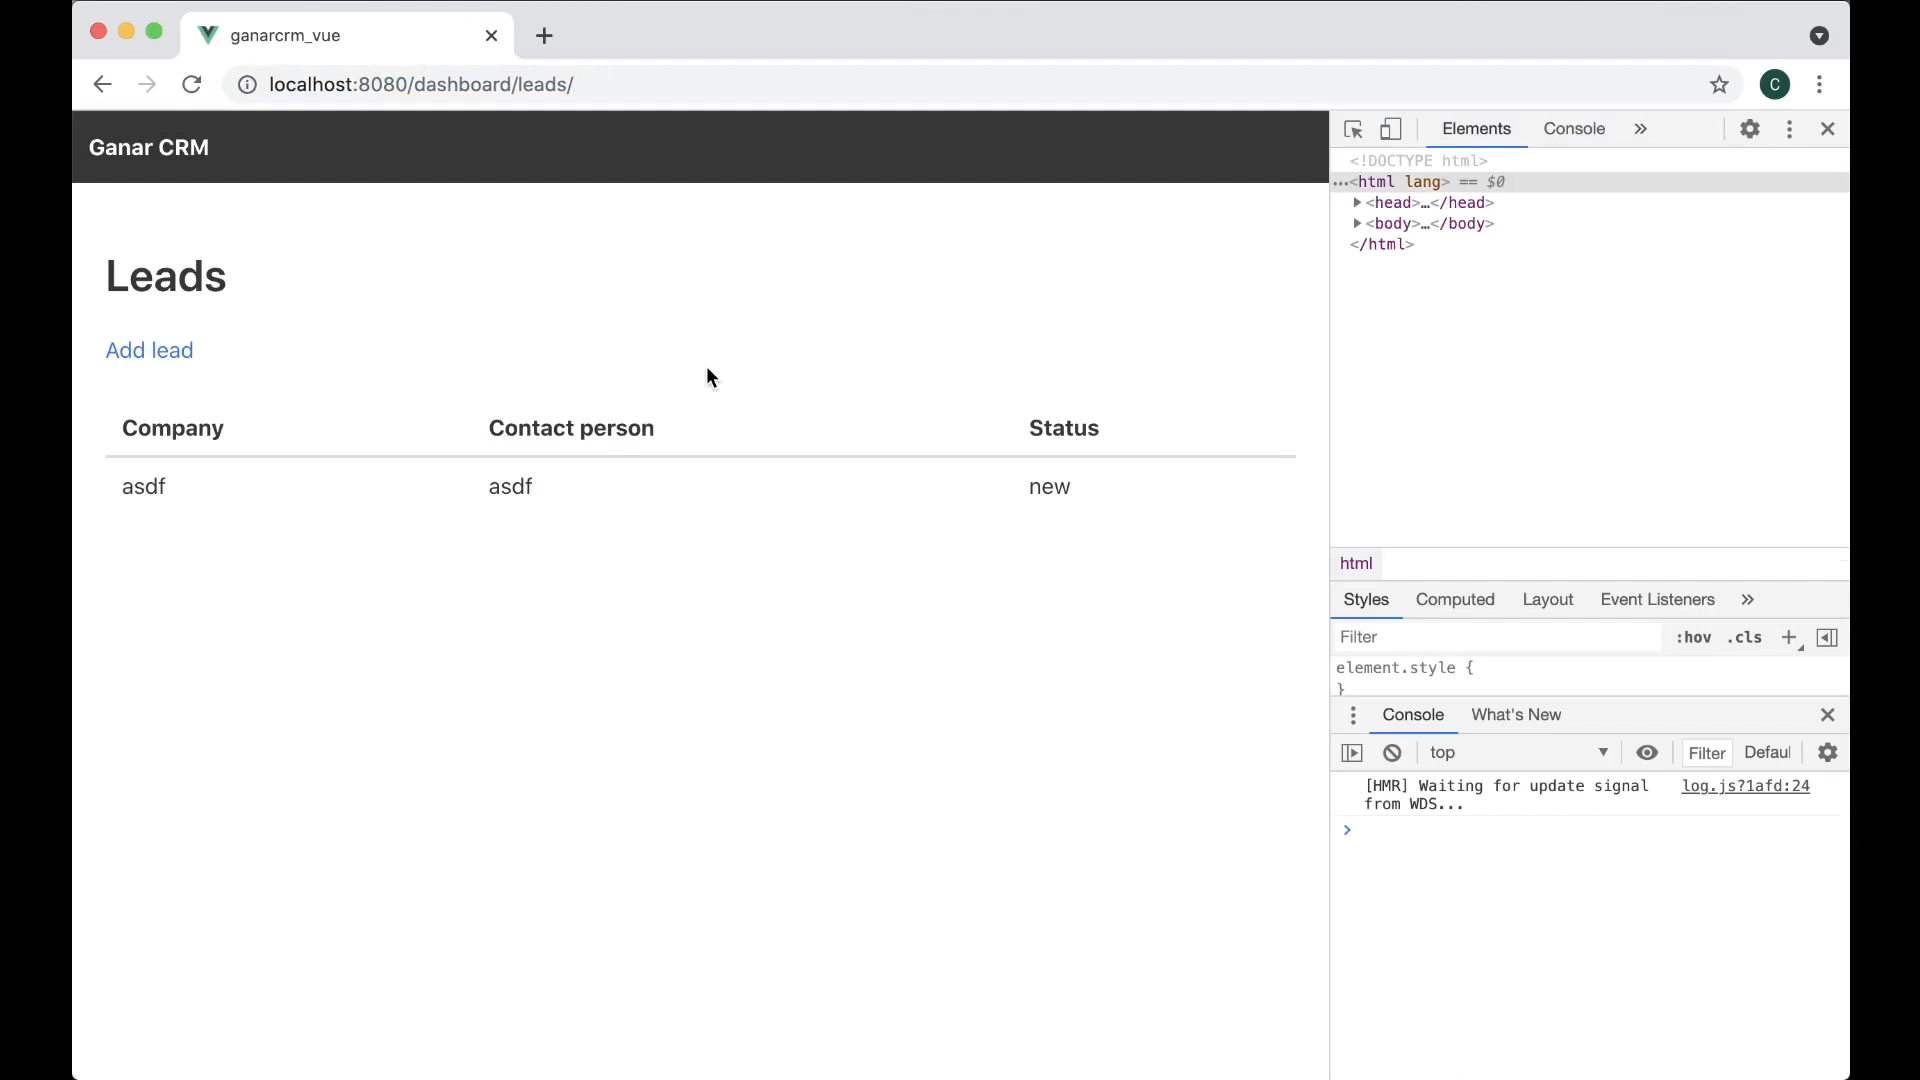 ganarcrm_vue
localhost:8080/dashboard/leads/
C
Ganar CRM
Leads
Add lead
Company Contact person Status
asdf asdf new
Elements Console »
<!DOCTYPE html>
…<html lang> == $0
<head>…</head>
<body>…</body>
</html>
html
Styles Computed Layout Event Listeners »
Filter :hov .cls +
element.style {
}
Console What's New
top Filter Defaul
[HMR] Waiting for update signal log.js?1afd:24
from WDS...